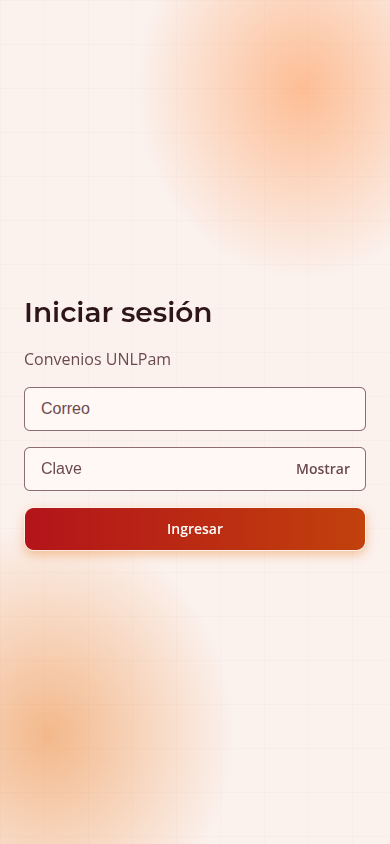 Iniciar sesión
Convenios UNLPam
Correo
Clave
Mostrar
Ingresar